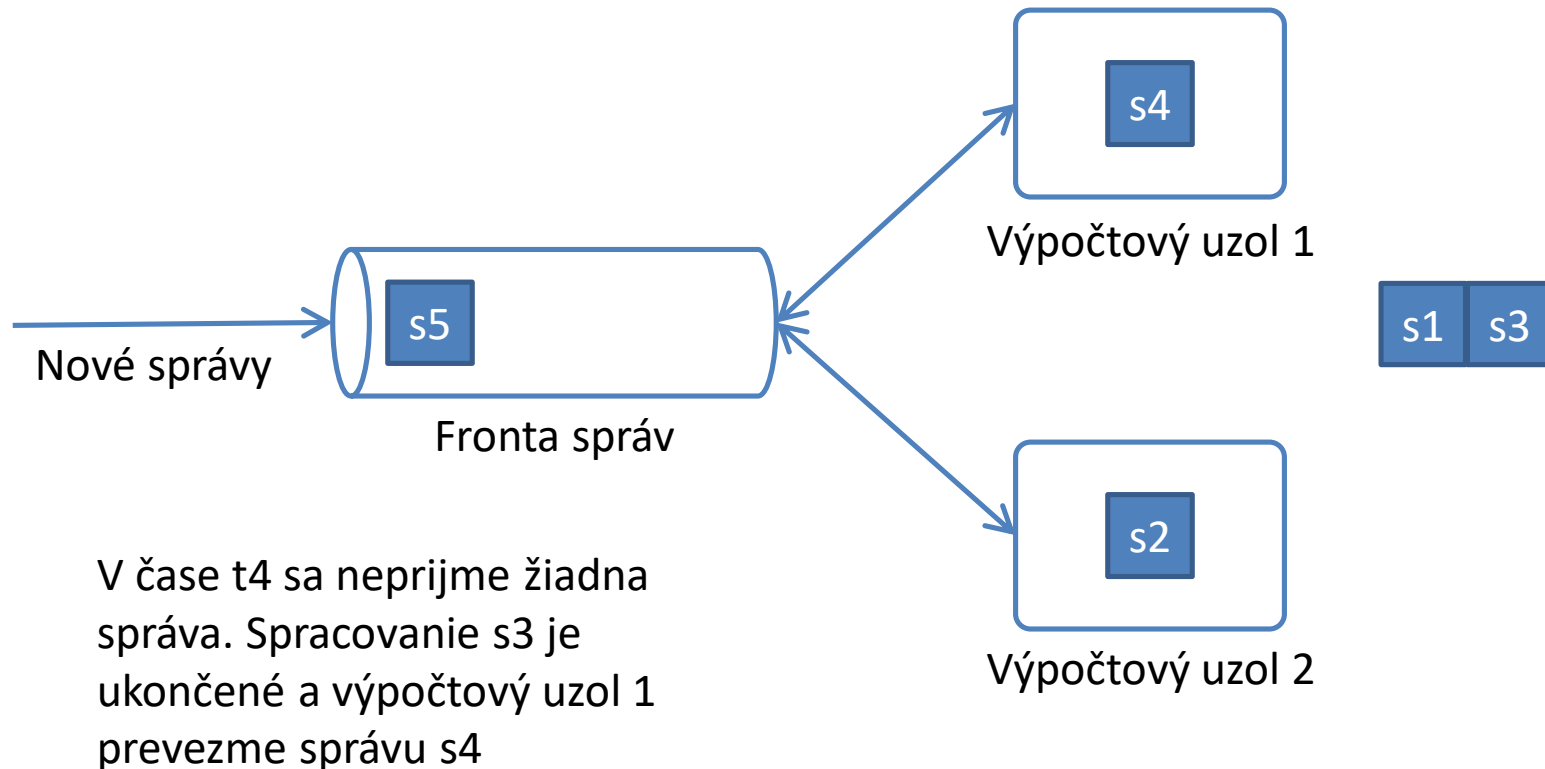 s4
Výpočtový uzol 1
s5
s1 s3
Nové správy
Fronta správ
s2
Výpočtový uzol 2
V čase t4 sa neprijme žiadna
správa. Spracovanie s3 je
ukončené a výpočtový uzol 1
prevezme správu s4